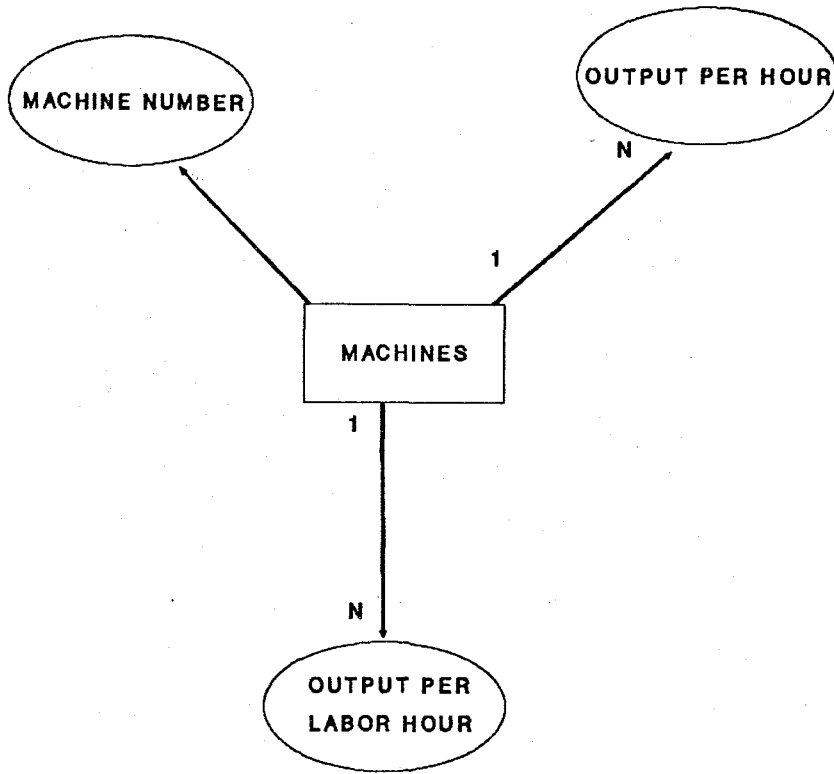 MACHINE NUMBER
OUTPUT PER HOUR
N
1
MACHINES
1
N
OUTPUT PER
LABOR HOUR